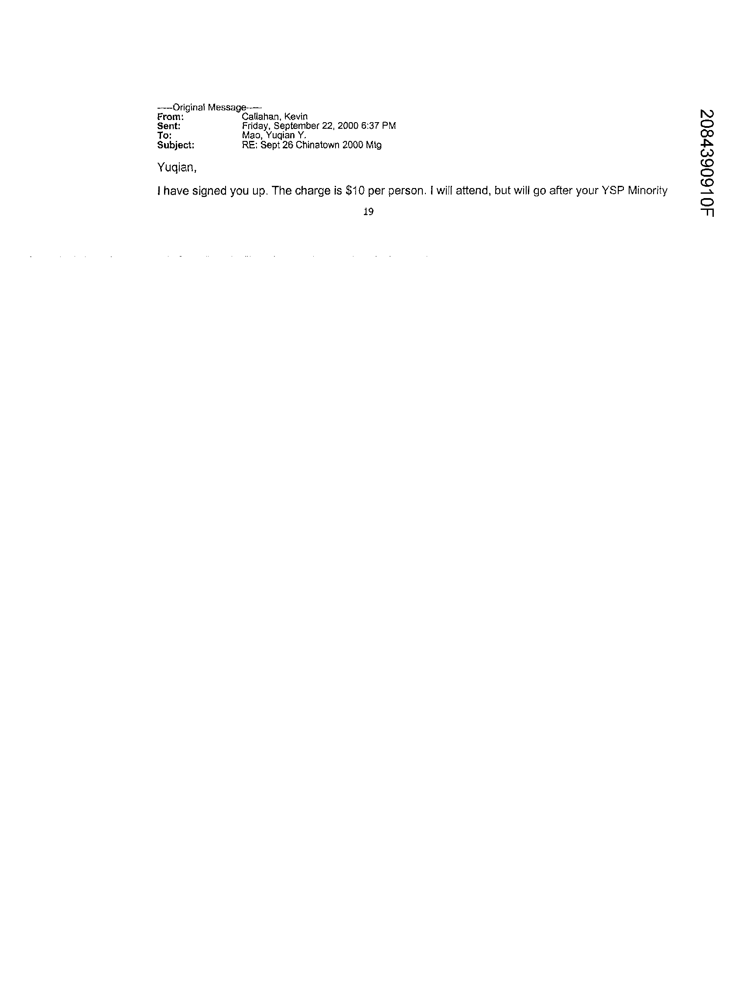 -----Original Message-----
From: Callahan, Kevin
Sent: Friday, September 22, 2000 6:37 PM
To: Mao, Yuqian Y.
Subject: RE: Sept 26 Chinatown 2000 Mtg
Yuqian,
I have signed you up. The charge is $10 per person. I will attend, but will go after your YSP Minority
19
2084390910F